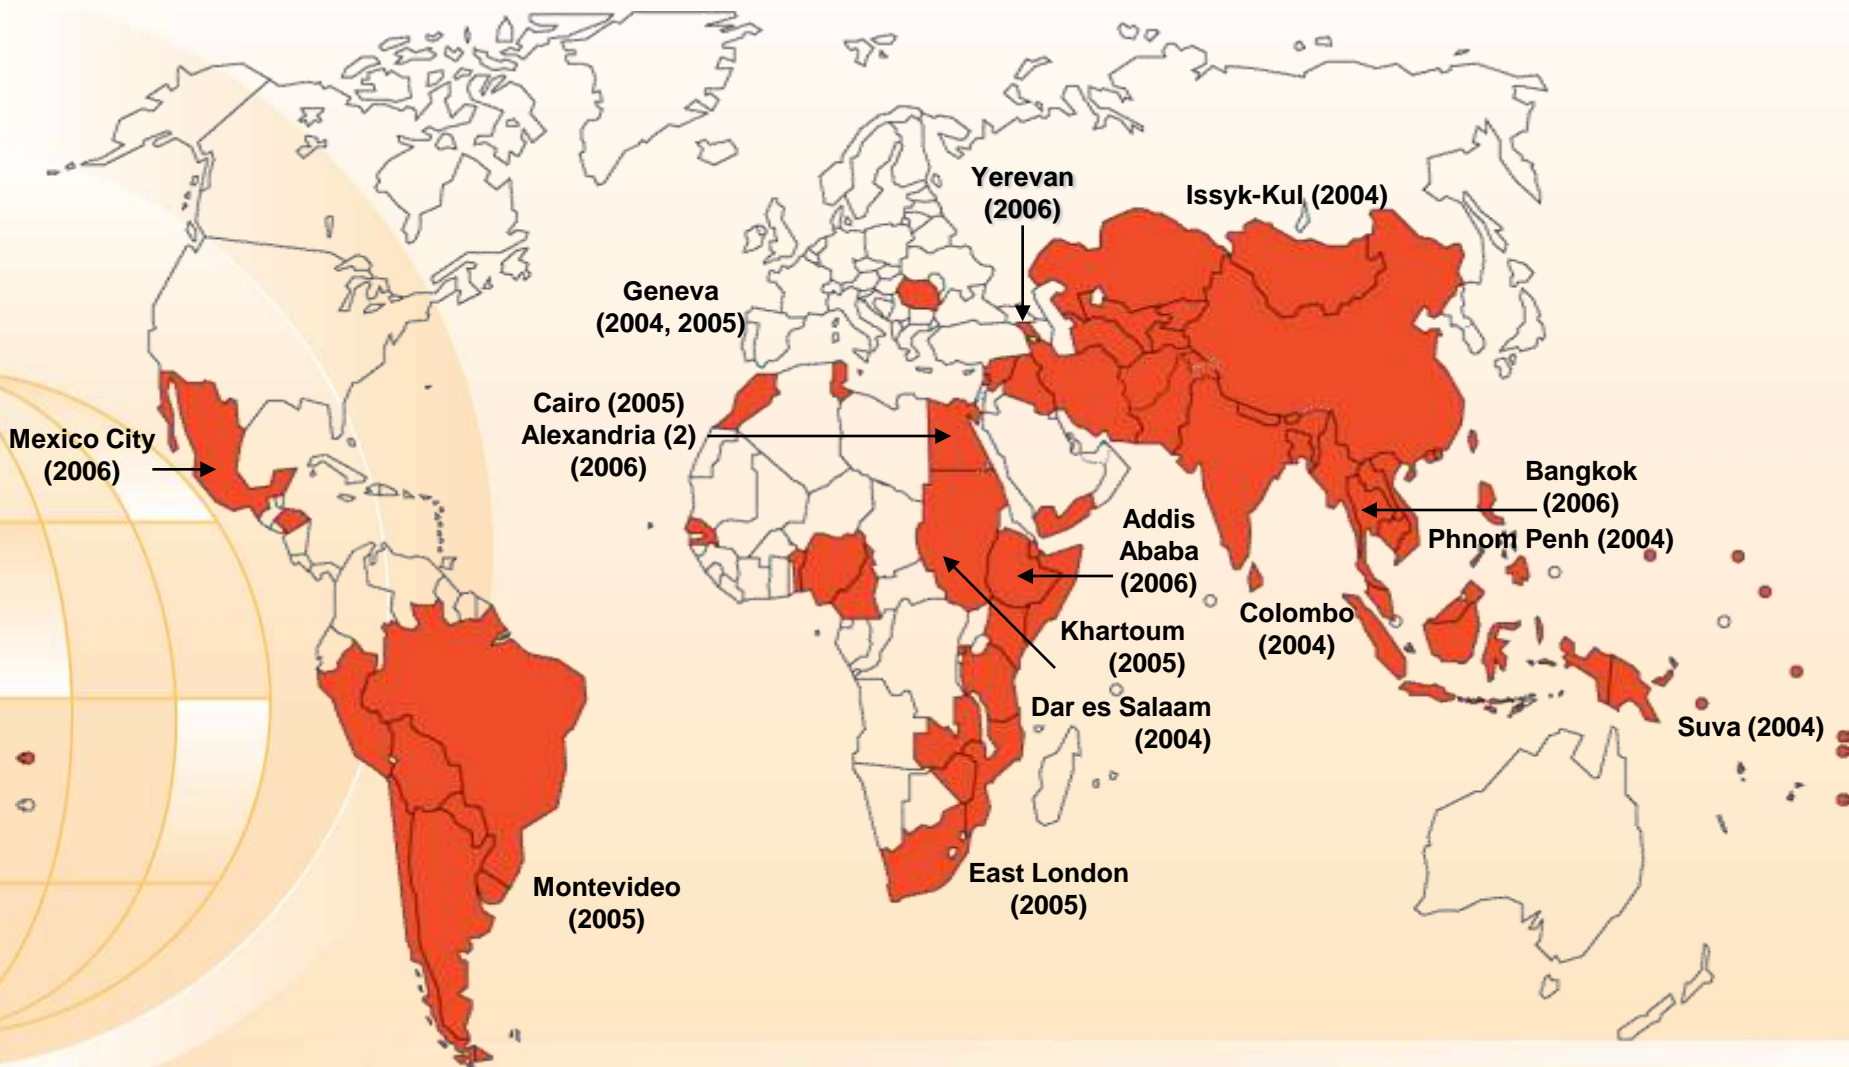 Yerevan
(2006)
Issyk-Kul (2004)
Geneva
(2004, 2005)
Cairo (2005)
Alexandria (2)
(2006)
Mexico City
(2006)
Bangkok
(2006)
Phnom Penh (2004)
Addis
Ababa
(2006)
Colombo
(2004)
Khartoum
(2005)
Dar es Salaam
(2004)
Suva (2004)
East London
(2005)
Montevideo
(2005)